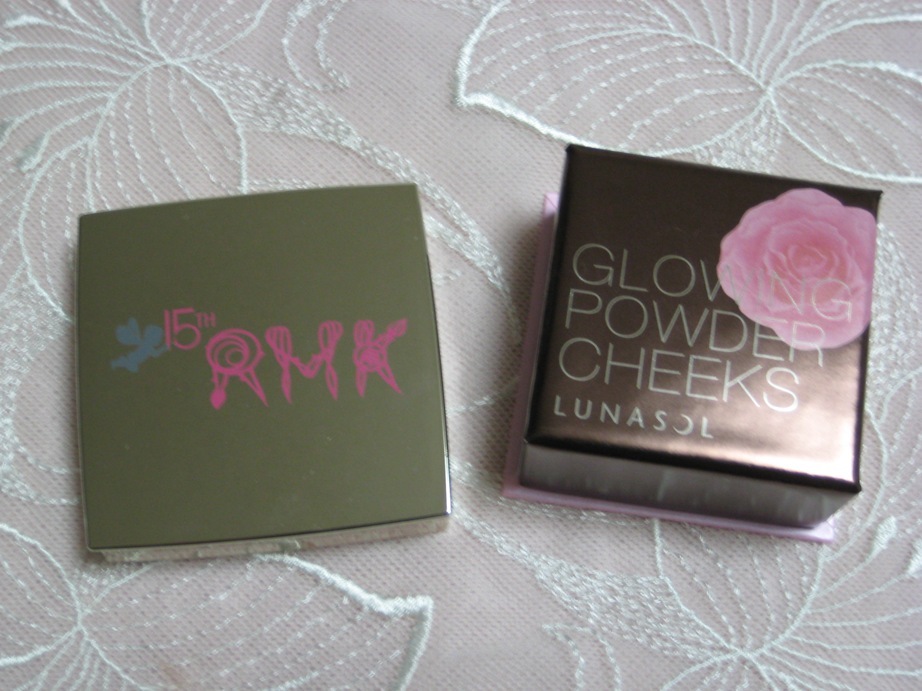 15TH
RMK
GLOWING
POWDER
CHEEKS
LUNASOL